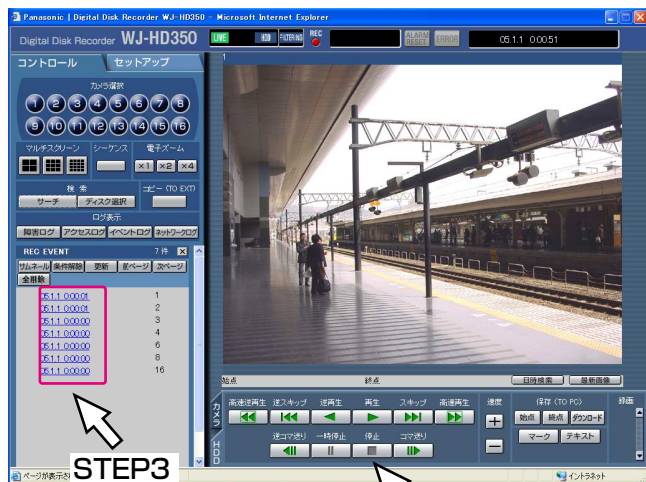 Panasonic | Digital Disk Recorder WJ-HD350 - Microsoft Internet Explorer
Digital Disk Recorder WJ-HD350
LIVE HDD FILTERING REC ALARM RESET ERROR 05.1.1 0:00:51
コントロール セットアップ
1
カメラ選択
1 2 3 4 5 6 7 8
9 10 11 12 13 14 15 16
マルチスクリーン シーケンス 電子ズーム
×1 ×2 ×4
検索 コピー (TO EXT)
サーチ ディスク選択
ログ表示
障害ログ アクセスログ イベントログ ネットワークログ
REC EVENT 7件 X
サムネール 条件解除 更新 前ページ 次ページ
全削除
05.1.1 0:00:01 1
05.1.1 0:00:01 2
05.1.1 0:00:00 3
05.1.1 0:00:00 4
05.1.1 0:00:00 6
05.1.1 0:00:00 8
05.1.1 0:00:00 16
始点 終点 日時検索 最新画像
カメラ
HDD
高速逆再生 逆スキップ 逆再生 再生 スキップ 高速再生 速度 保存 (TO PC) 録画
+ 始点 終点 ダウンロード
逆コマ送り 一時停止 停止 コマ送り
- マーク テキスト
STEP3
ページが表示さ
イントラネット